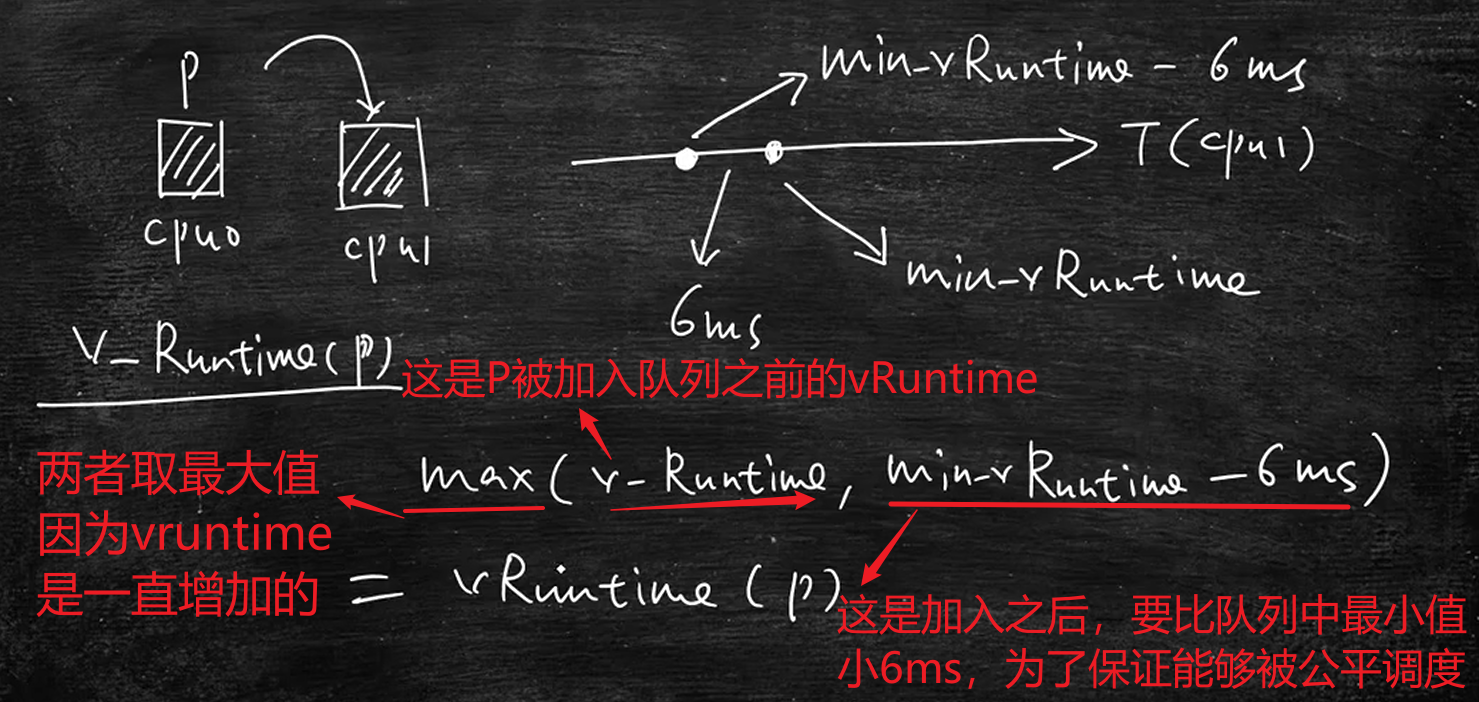 P
cpu0
cpu1
min-vRuntime - 6ms
T(cpu1)
6ms
min-vRuntime
V-Runtime(p)
这是P被加入队列之前的vRuntime
两者取最大值
因为vruntime
是一直增加的
max(v-Runtime, min-vRuntime-6ms)
= vRuntime(p)
这是加入之后，要比队列中最小值
小6ms，为了保证能够被公平调度